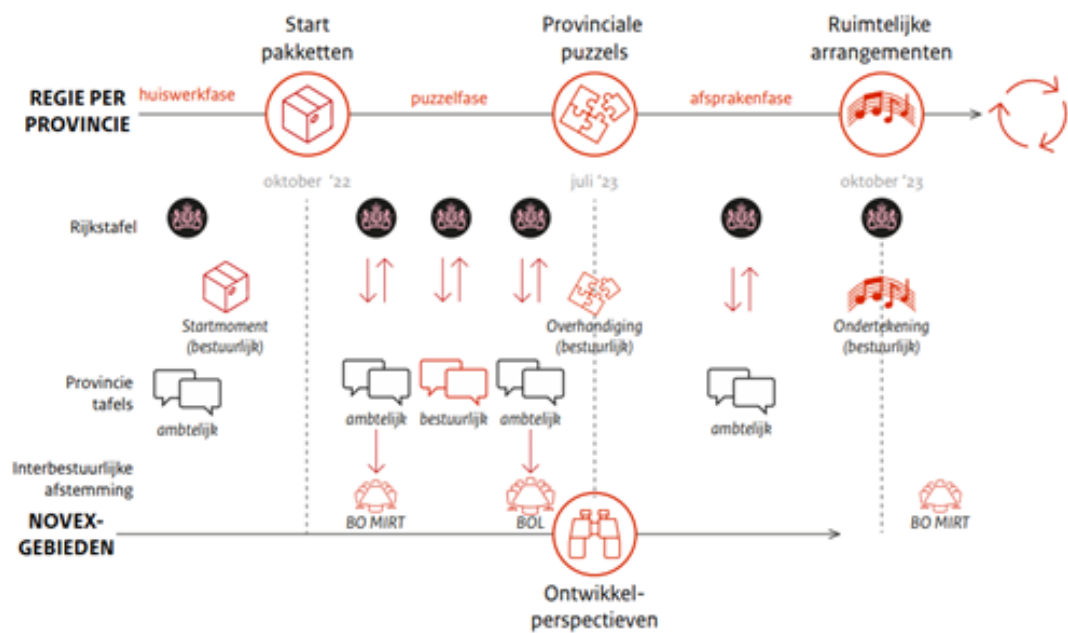 Start
pakketten
Provinciale
puzzels
Ruimtelijke
arrangementen
REGIE PER
PROVINCIE
huiswerkfase
puzzelfase
afsprakenfase
oktober '22
juli '23
oktober '23
Rijkstafel
Startmoment
(bestuurlijk)
Overhandiging
(bestuurlijk)
Ondertekening
(bestuurlijk)
Provincie
tafels
ambtelijk
ambtelijk
bestuurlijk
ambtelijk
ambtelijk
Interbestuurlijke
afstemming
BO MIRT
BOL
BO MIRT
NOVEX-
GEBIEDEN
Ontwikkel-
perspectieven